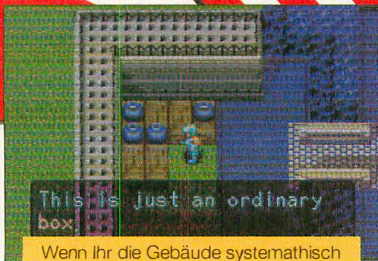 This is just an ordinary
box.
Wenn Ihr die Gebäude systemathisch